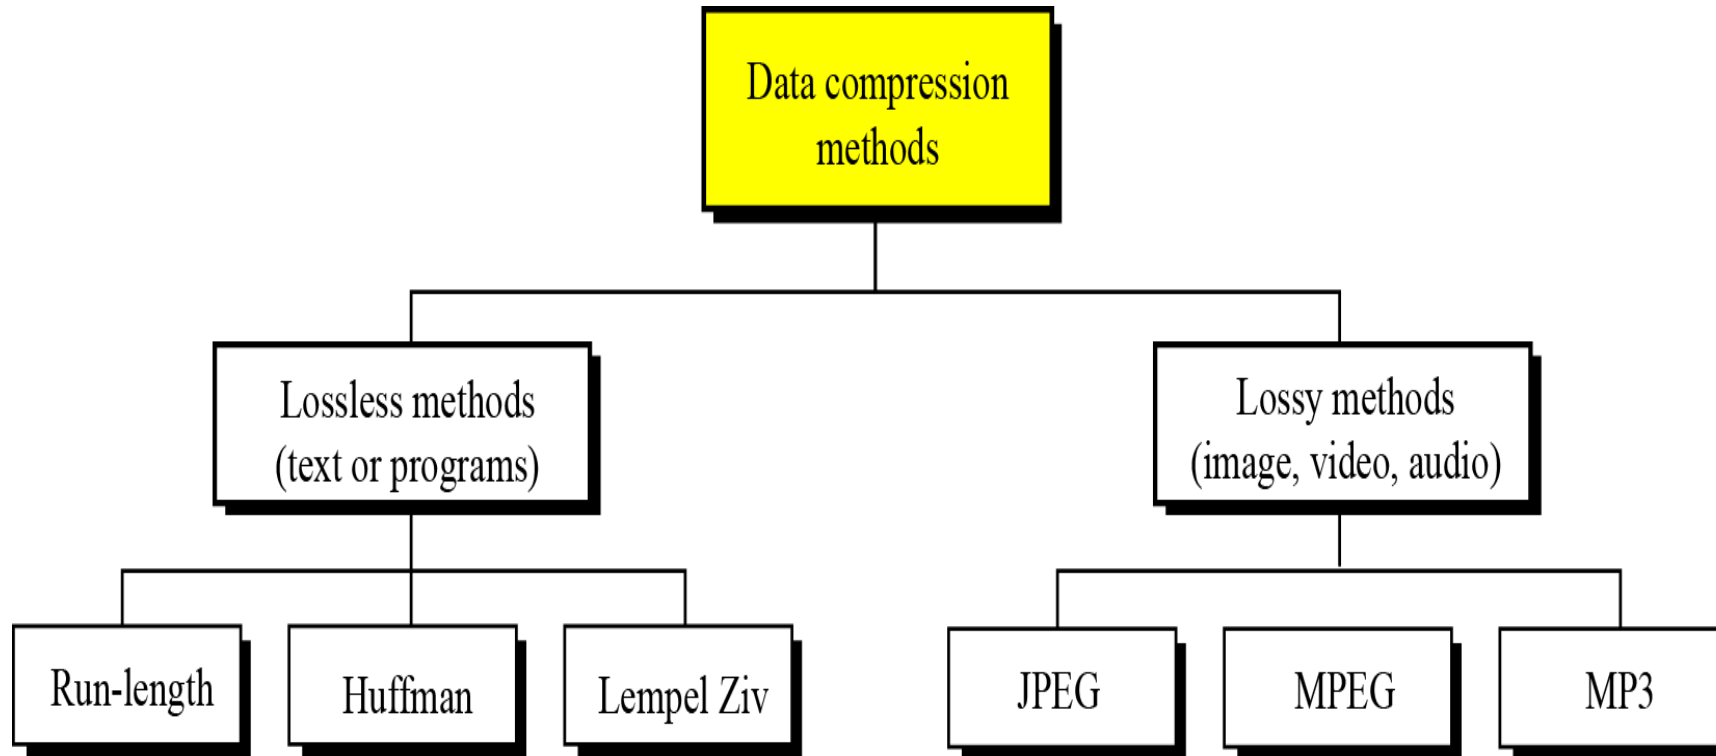 Data compression
methods
Lossless methods
(text or programs)
Lossy methods
(image, video, audio)
Run-length
Huffman
Lempel Ziv
JPEG
MPEG
MP3